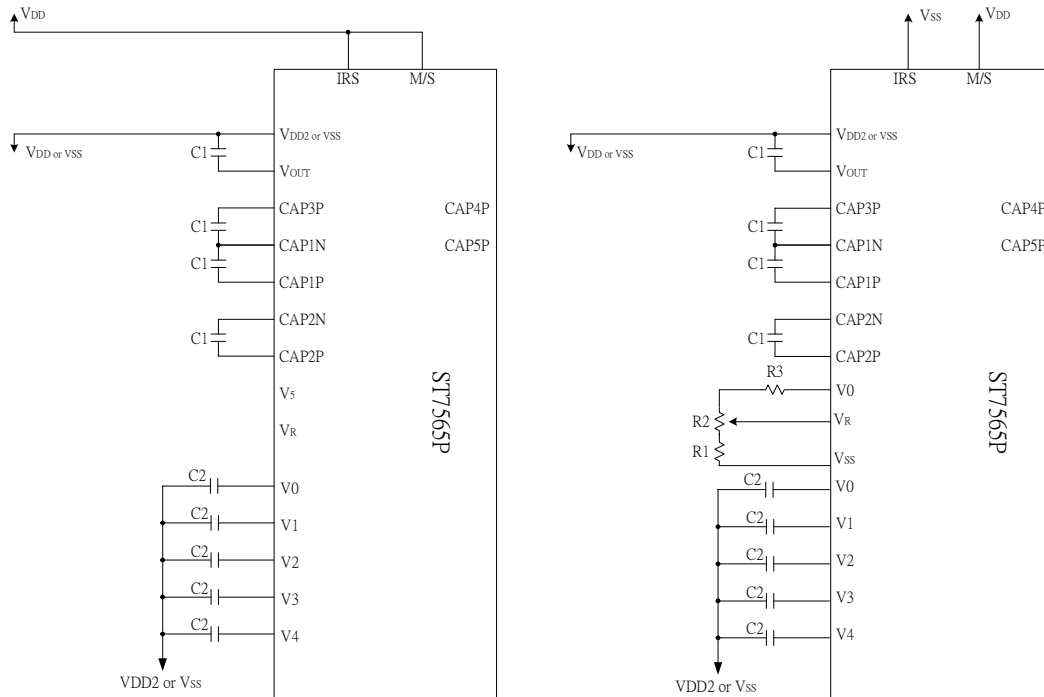 VDD
IRS M/S
VDD2 or VSS
VDD or VSS
C1
VOUT
CAP3P CAP4P
C1
CAP1N CAP5P
C1
CAP1P
CAP2N
C1
CAP2P
V5
VR
ST7565P
C2 V0
C2 V1
C2 V2
C2 V3
C2 V4
VDD2 or VSS
VSS VDD
IRS M/S
VDD2 or VSS
VDD or VSS
C1
VOUT
CAP3P CAP4P
C1
CAP1N CAP5P
C1
CAP1P
CAP2N
C1
CAP2P
R3
V0
R2 VR
R1
VSS
ST7565P
C2 V0
C2 V1
C2 V2
C2 V3
C2 V4
VDD2 or VSS